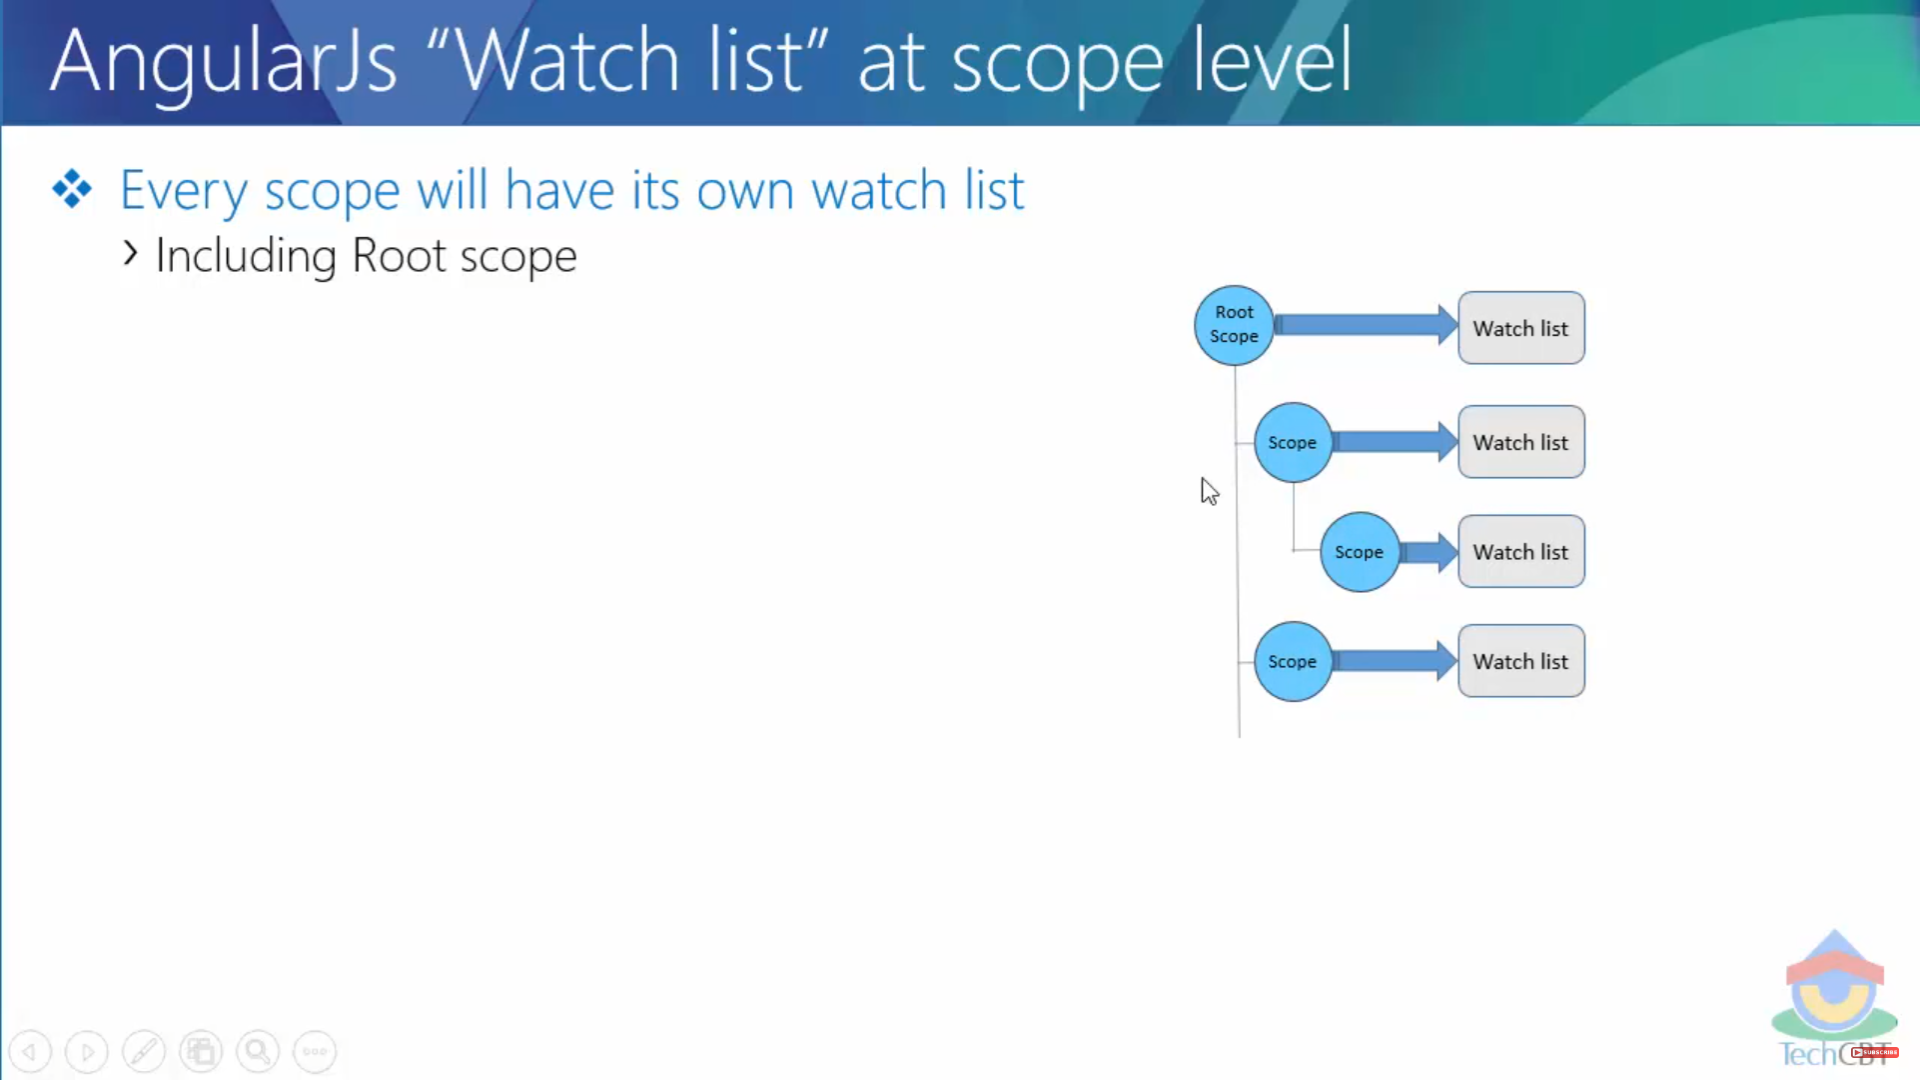 AngularJs “Watch list” at scope level
Every scope will have its own watch list
Including Root scope
Root
Scope
Watch list
Scope
Watch list
Scope
Watch list
Scope
Watch list
TechCBT
SUBSCRIBE